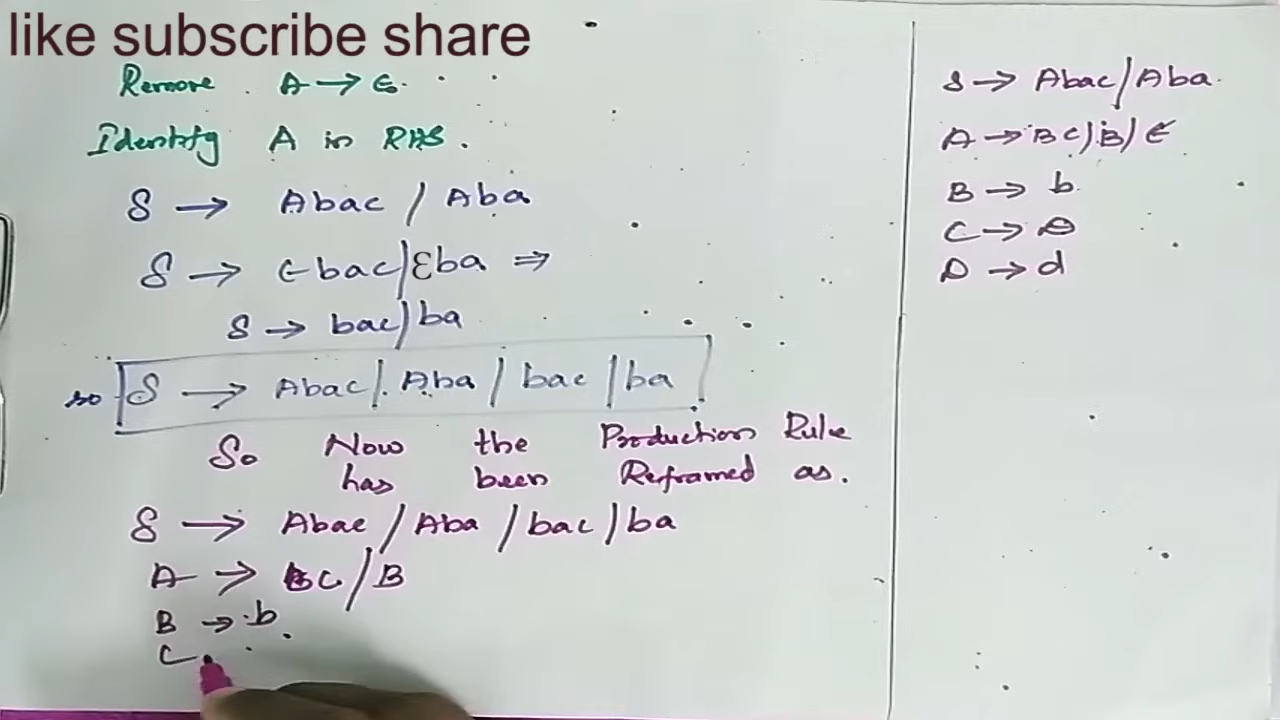 like subscribe share
Remove A → ε.
Identify A in RHS.
S → Abac / Aba
S → ε bac / εba ⇒
S → bac / ba
so S → Abac / Aba / bac / ba
So Now the Production Rule
has been Reframed as.
S → Abac / Aba / bac / ba
A → BC / B
B → b
C
S → Abac / Aba
A → BC / B / ε
B → b
C → D
D → d